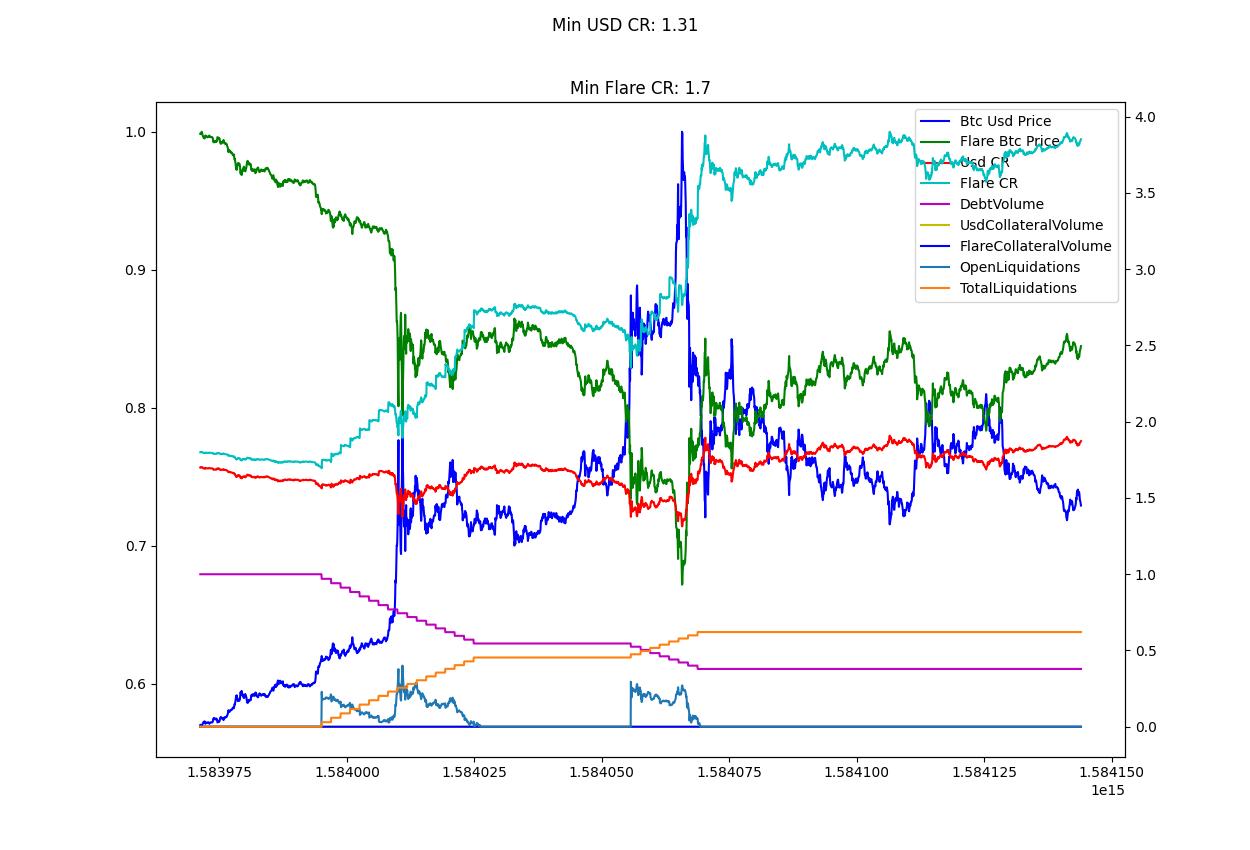 Min USD CR: 1.31
Min Flare CR: 1.7
1.0
0.9
0.8
0.7
0.6
4.0
3.5
3.0
2.5
2.0
1.5
1.0
0.5
0.0
Btc Usd Price
Flare Btc Price
Usd CR
Flare CR
DebtVolume
UsdCollateralVolume
FlareCollateralVolume
OpenLiquidations
TotalLiquidations
1.583975 1.584000 1.584025 1.584050 1.584075 1.584100 1.584125 1.584150
1e15